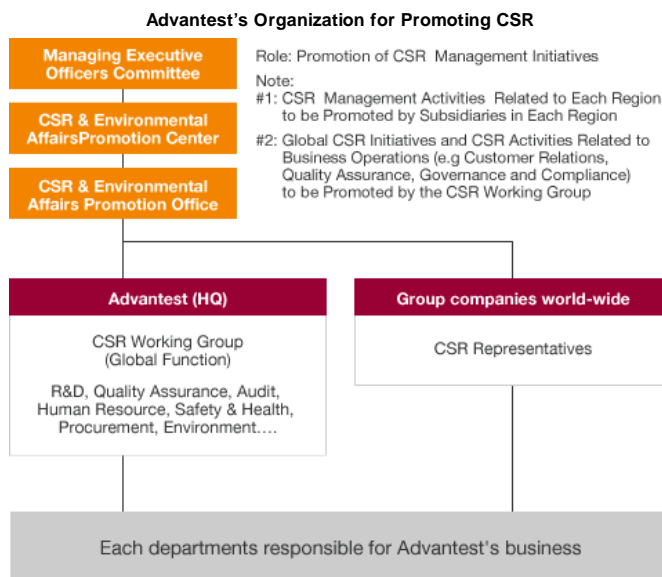 Advantest's Organization for Promoting CSR
Managing Executive
Officers Committee
CSR & Environmental
AffairsPromotion Center
CSR & Environmental
Affairs Promotion Office
Role: Promotion of CSR Management Initiatives
Note:
#1: CSR Management Activities Related to Each Region
to be Promoted by Subsidiaries in Each Region
#2: Global CSR Initiatives and CSR Activities Related to
Business Operations (e.g Customer Relations,
Quality Assurance, Governance and Compliance)
to be Promoted by the CSR Working Group
Advantest (HQ)
CSR Working Group
(Global Function)
R&D, Quality Assurance, Audit,
Human Resource, Safety & Health,
Procurement, Environment....
Group companies world-wide
CSR Representatives
Each departments responsible for Advantest's business